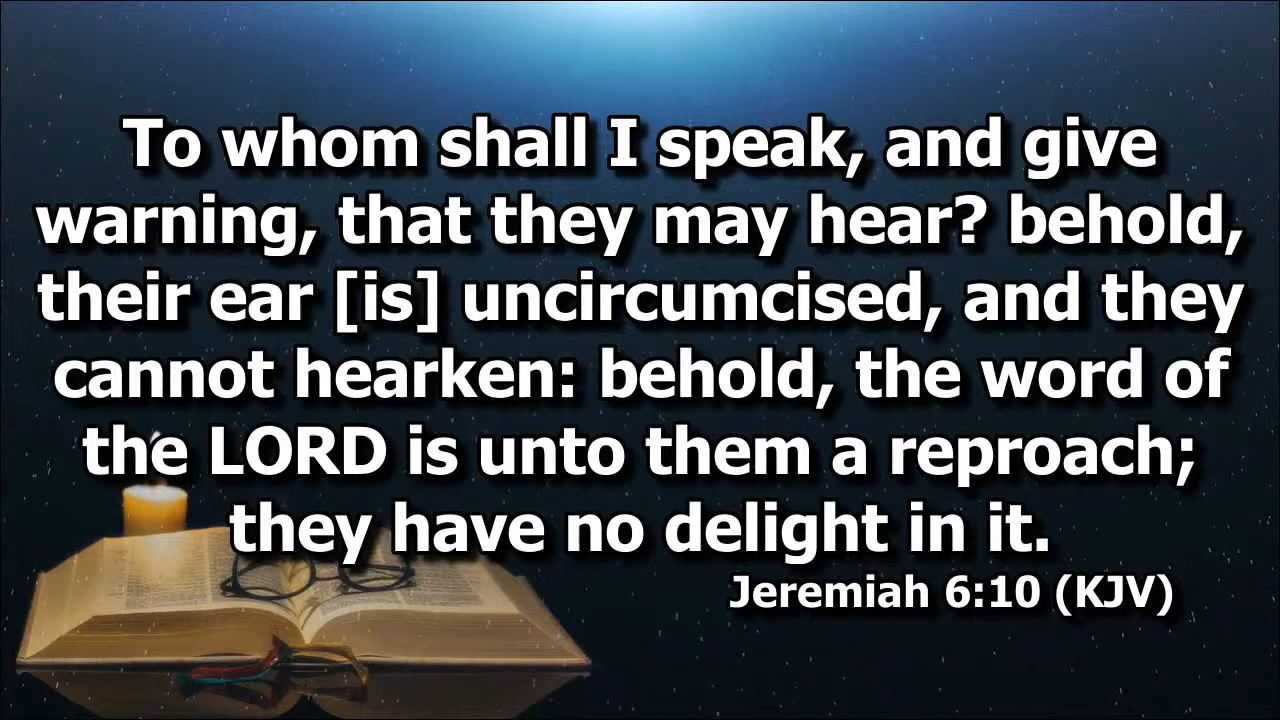 To whom shall I speak, and give
warning, that they may hear? behold,
their ear [is] uncircumcised, and they
cannot hearken: behold, the word of
the LORD is unto them a reproach;
they have no delight in it.
Jeremiah 6:10 (KJV)